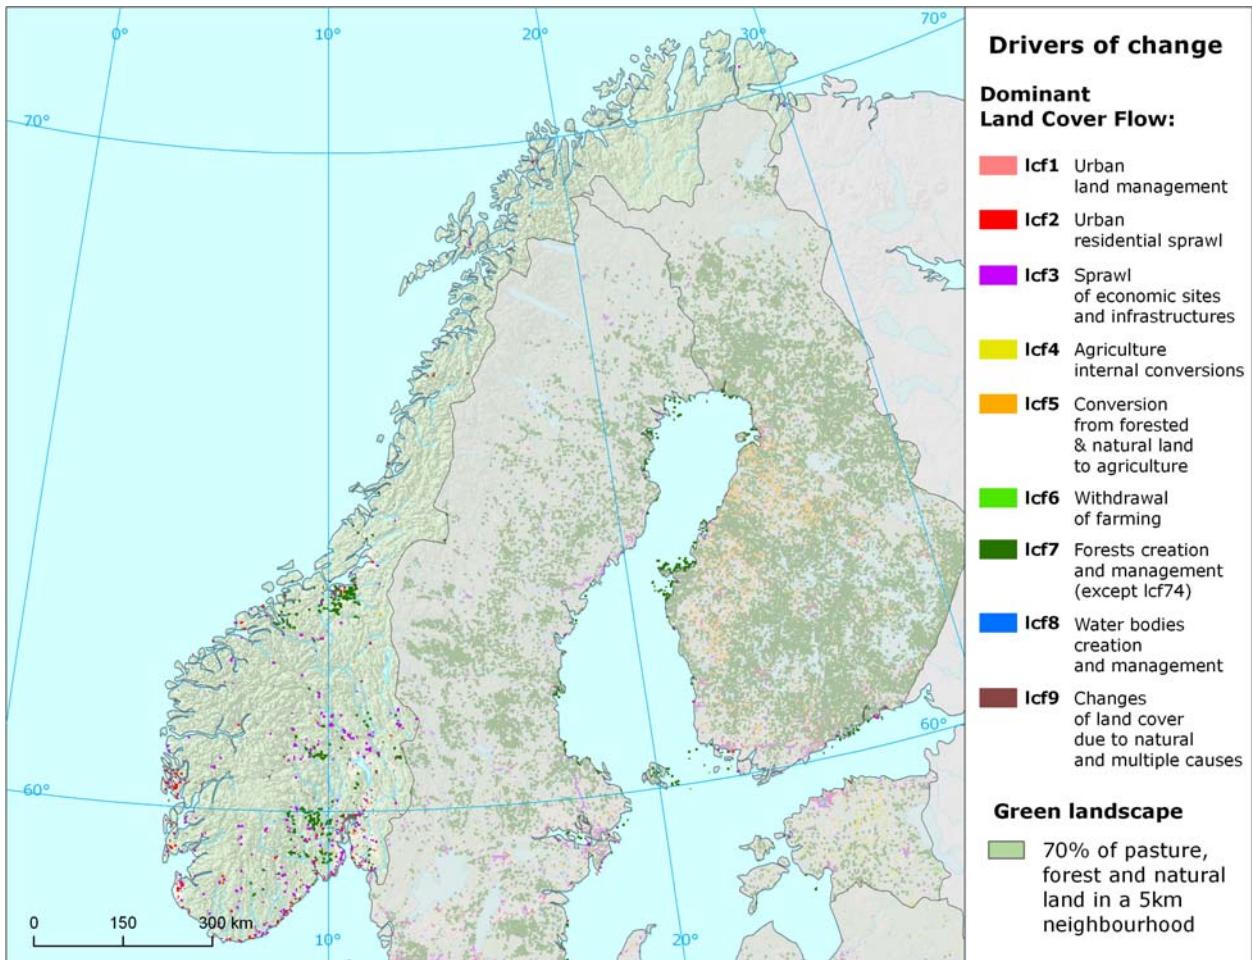 0°
10°
20°
30°
70°
70°
60°
60°
0 150 300 km
10°
20°
Drivers of change
Dominant
Land Cover Flow:
lcf1 Urban
land management
lcf2 Urban
residential sprawl
lcf3 Sprawl
of economic sites
and infrastructures
lcf4 Agriculture
internal conversions
lcf5 Conversion
from forested
& natural land
to agriculture
lcf6 Withdrawal
of farming
lcf7 Forests creation
and management
(except lcf74)
lcf8 Water bodies
creation
and management
lcf9 Changes
of land cover
due to natural
and multiple causes
Green landscape
70% of pasture,
forest and natural
land in a 5km
neighbourhood